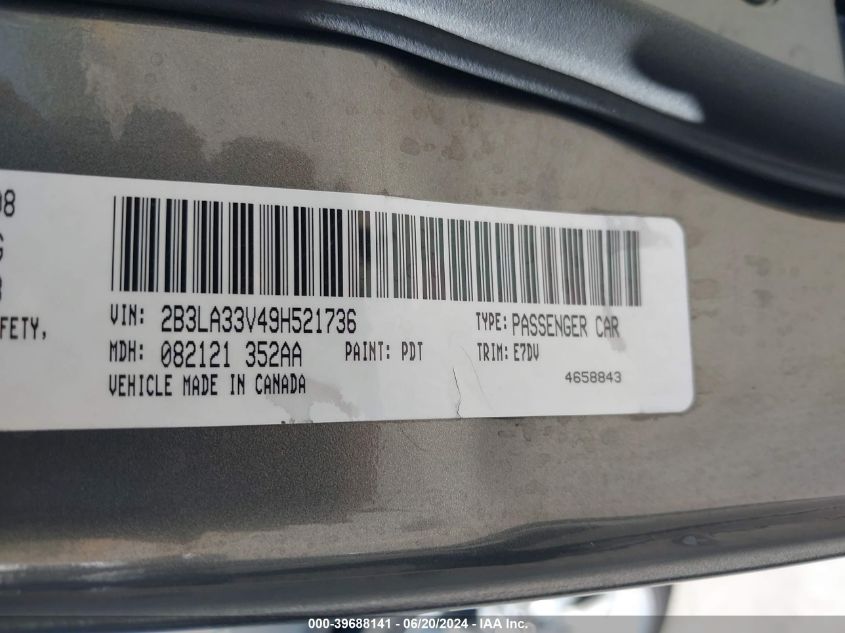 08
G
3
FETY,
VIN: 2B3LA33V49H521736 TYPE: PASSENGER CAR
MDH: 082121 352AA PAINT: PDT TRIM: E7DV
VEHICLE MADE IN CANADA 4658843
000-39688141 - 06/20/2024 - IAA Inc.